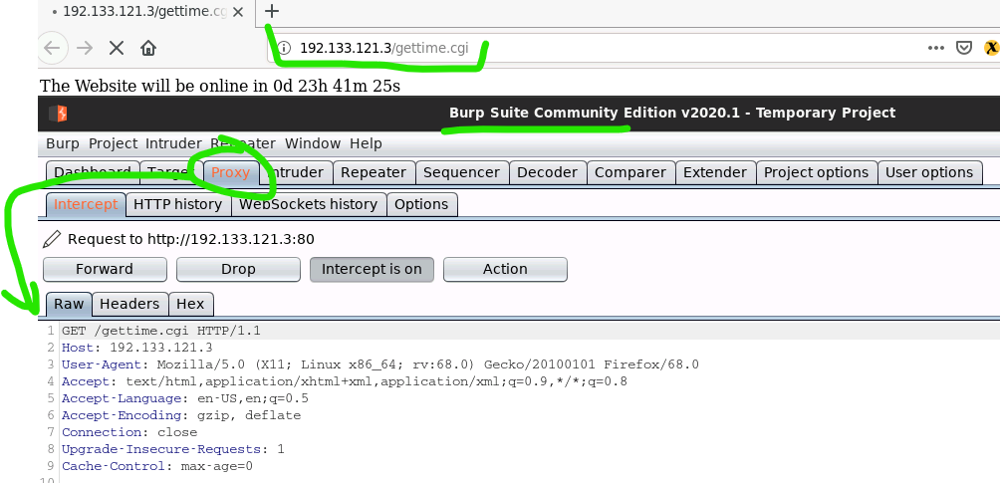 192.133.121.3/gettime.cg
192.133.121.3/gettime.cgi
The Website will be online in 0d 23h 41m 25s
Burp Suite Community Edition v2020.1 - Temporary Project
Burp Project Intruder Repeater Window Help
Dashboard Target Proxy Intruder Repeater Sequencer Decoder Comparer Extender Project options User options
Intercept HTTP history WebSockets history Options
Request to http://192.133.121.3:80
Forward Drop Intercept is on Action
Raw Headers Hex
1 GET /gettime.cgi HTTP/1.1
2 Host: 192.133.121.3
3 User-Agent: Mozilla/5.0 (X11; Linux x86_64; rv:68.0) Gecko/20100101 Firefox/68.0
4 Accept: text/html,application/xhtml+xml,application/xml;q=0.9,*/*;q=0.8
5 Accept-Language: en-US,en;q=0.5
6 Accept-Encoding: gzip, deflate
7 Connection: close
8 Upgrade-Insecure-Requests: 1
9 Cache-Control: max-age=0
10